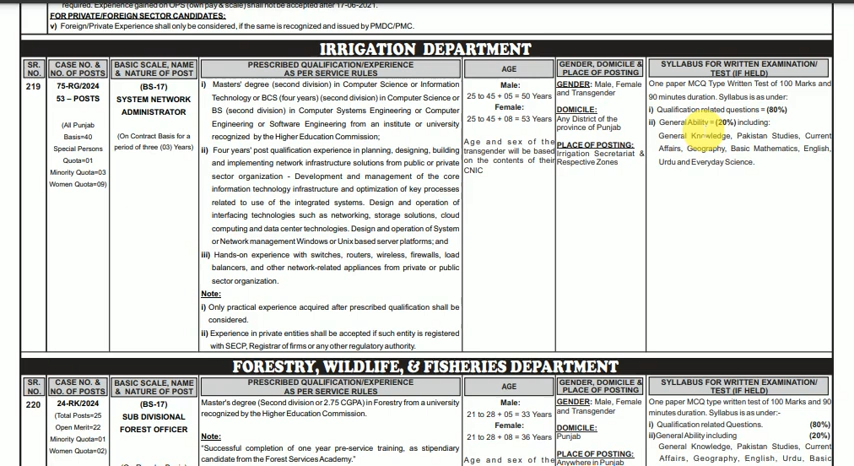 required. Experience gained on OPS (own pay & scale) shall not be accepted after 17-06-2021.
FOR PRIVATE/FOREIGN SECTOR CANDIDATES:
v) Foreign/Private Experience shall only be considered, if the same is recognized and issued by PMDC/PMC.
IRRIGATION DEPARTMENT
SR. NO.
CASE NO. & NO. OF POSTS
BASIC SCALE, NAME & NATURE OF POST
PRESCRIBED QUALIFICATION/EXPERIENCE
AS PER SERVICE RULES
AGE
GENDER, DOMICILE & PLACE OF POSTING
SYLLABUS FOR WRITTEN EXAMINATION/ TEST (IF HELD)
219
75-RG/2024
53 – POSTS
(All Punjab
Basis=40
Special Persons
Quota=01
Minority Quota=03
Women Quota=09)
(BS-17)
SYSTEM NETWORK
ADMINISTRATOR
(On Contract Basis for a
period of three (03) Years)
i) Masters' degree (second division) in Computer Science or Information
Technology or BCS (four years) (second division) in Computer Science or
BS (second division) in Computer Systems Engineering or Computer
Engineering or Software Engineering from an institute or university
recognized by the Higher Education Commission;
ii) Four years' post qualification experience in planning, designing, building
and implementing network infrastructure solutions from public or private
sector organization - Development and management of the core
information technology infrastructure and optimization of key processes
related to use of the integrated systems. Design and operation of
interfacing technologies such as networking, storage solutions, cloud
computing and data center technologies. Design and operation of System
or Network management Windows or Unix based server platforms; and
iii) Hands-on experience with switches, routers, wireless, firewalls, load
balancers, and other network-related appliances from private or public
sector organization.
Note:
i) Only practical experience acquired after prescribed qualification shall be
considered.
ii) Experience in private entities shall be accepted if such entity is registered
with SECP, Registrar of firms or any other regulatory authority.
Male:
25 to 45 + 05 = 50 Years
Female:
25 to 45 + 08 = 53 Years
Age and sex of the
transgender will be based
on the contents of their
CNIC
GENDER: Male, Female
and Transgender
DOMICILE:
Any District of the
province of Punjab
PLACE OF POSTING:
Irrigation Secretariat &
Respective Zones
One paper MCQ Type Written Test of 100 Marks and
90 minutes duration. Syllabus is as under:
i) Qualification related questions = (80%)
ii) General Ability = (20%) including:
General Knowledge, Pakistan Studies, Current
Affairs, Geography, Basic Mathematics, English,
Urdu and Everyday Science.
FORESTRY, WILDLIFE, & FISHERIES DEPARTMENT
SR. NO.
CASE NO. & NO. OF POSTS
BASIC SCALE, NAME & NATURE OF POST
PRESCRIBED QUALIFICATION/EXPERIENCE
AS PER SERVICE RULES
AGE
GENDER, DOMICILE & PLACE OF POSTING
SYLLABUS FOR WRITTEN EXAMINATION/ TEST (IF HELD)
220
24-RK/2024
(Total Posts=25
Open Merit=22
Minority Quota=01
Women Quota=02)
(BS-17)
SUB DIVISIONAL
FOREST OFFICER
Master's degree (Second division or 2.75 CGPA) in Forestry from a university
recognized by the Higher Education Commission.
Note:
"Successful completion of one year pre-service training, as stipendiary
candidate from the Forest Services Academy."
Male:
21 to 28 + 05 = 33 Years
Female:
21 to 28 + 08 = 36 Years
Age and sex of the
GENDER: Male, Female
and Transgender
DOMICILE:
Punjab
PLACE OF POSTING:
Anywhere in Punjab
One paper MCQ type written test of 100 Marks and 90
minutes duration. Syllabus is as under:-
i) Qualification related Questions. (80%)
ii)General Ability including (20%)
General Knowledge, Pakistan Studies, Current
Affairs, Geography, English, Urdu, Basic